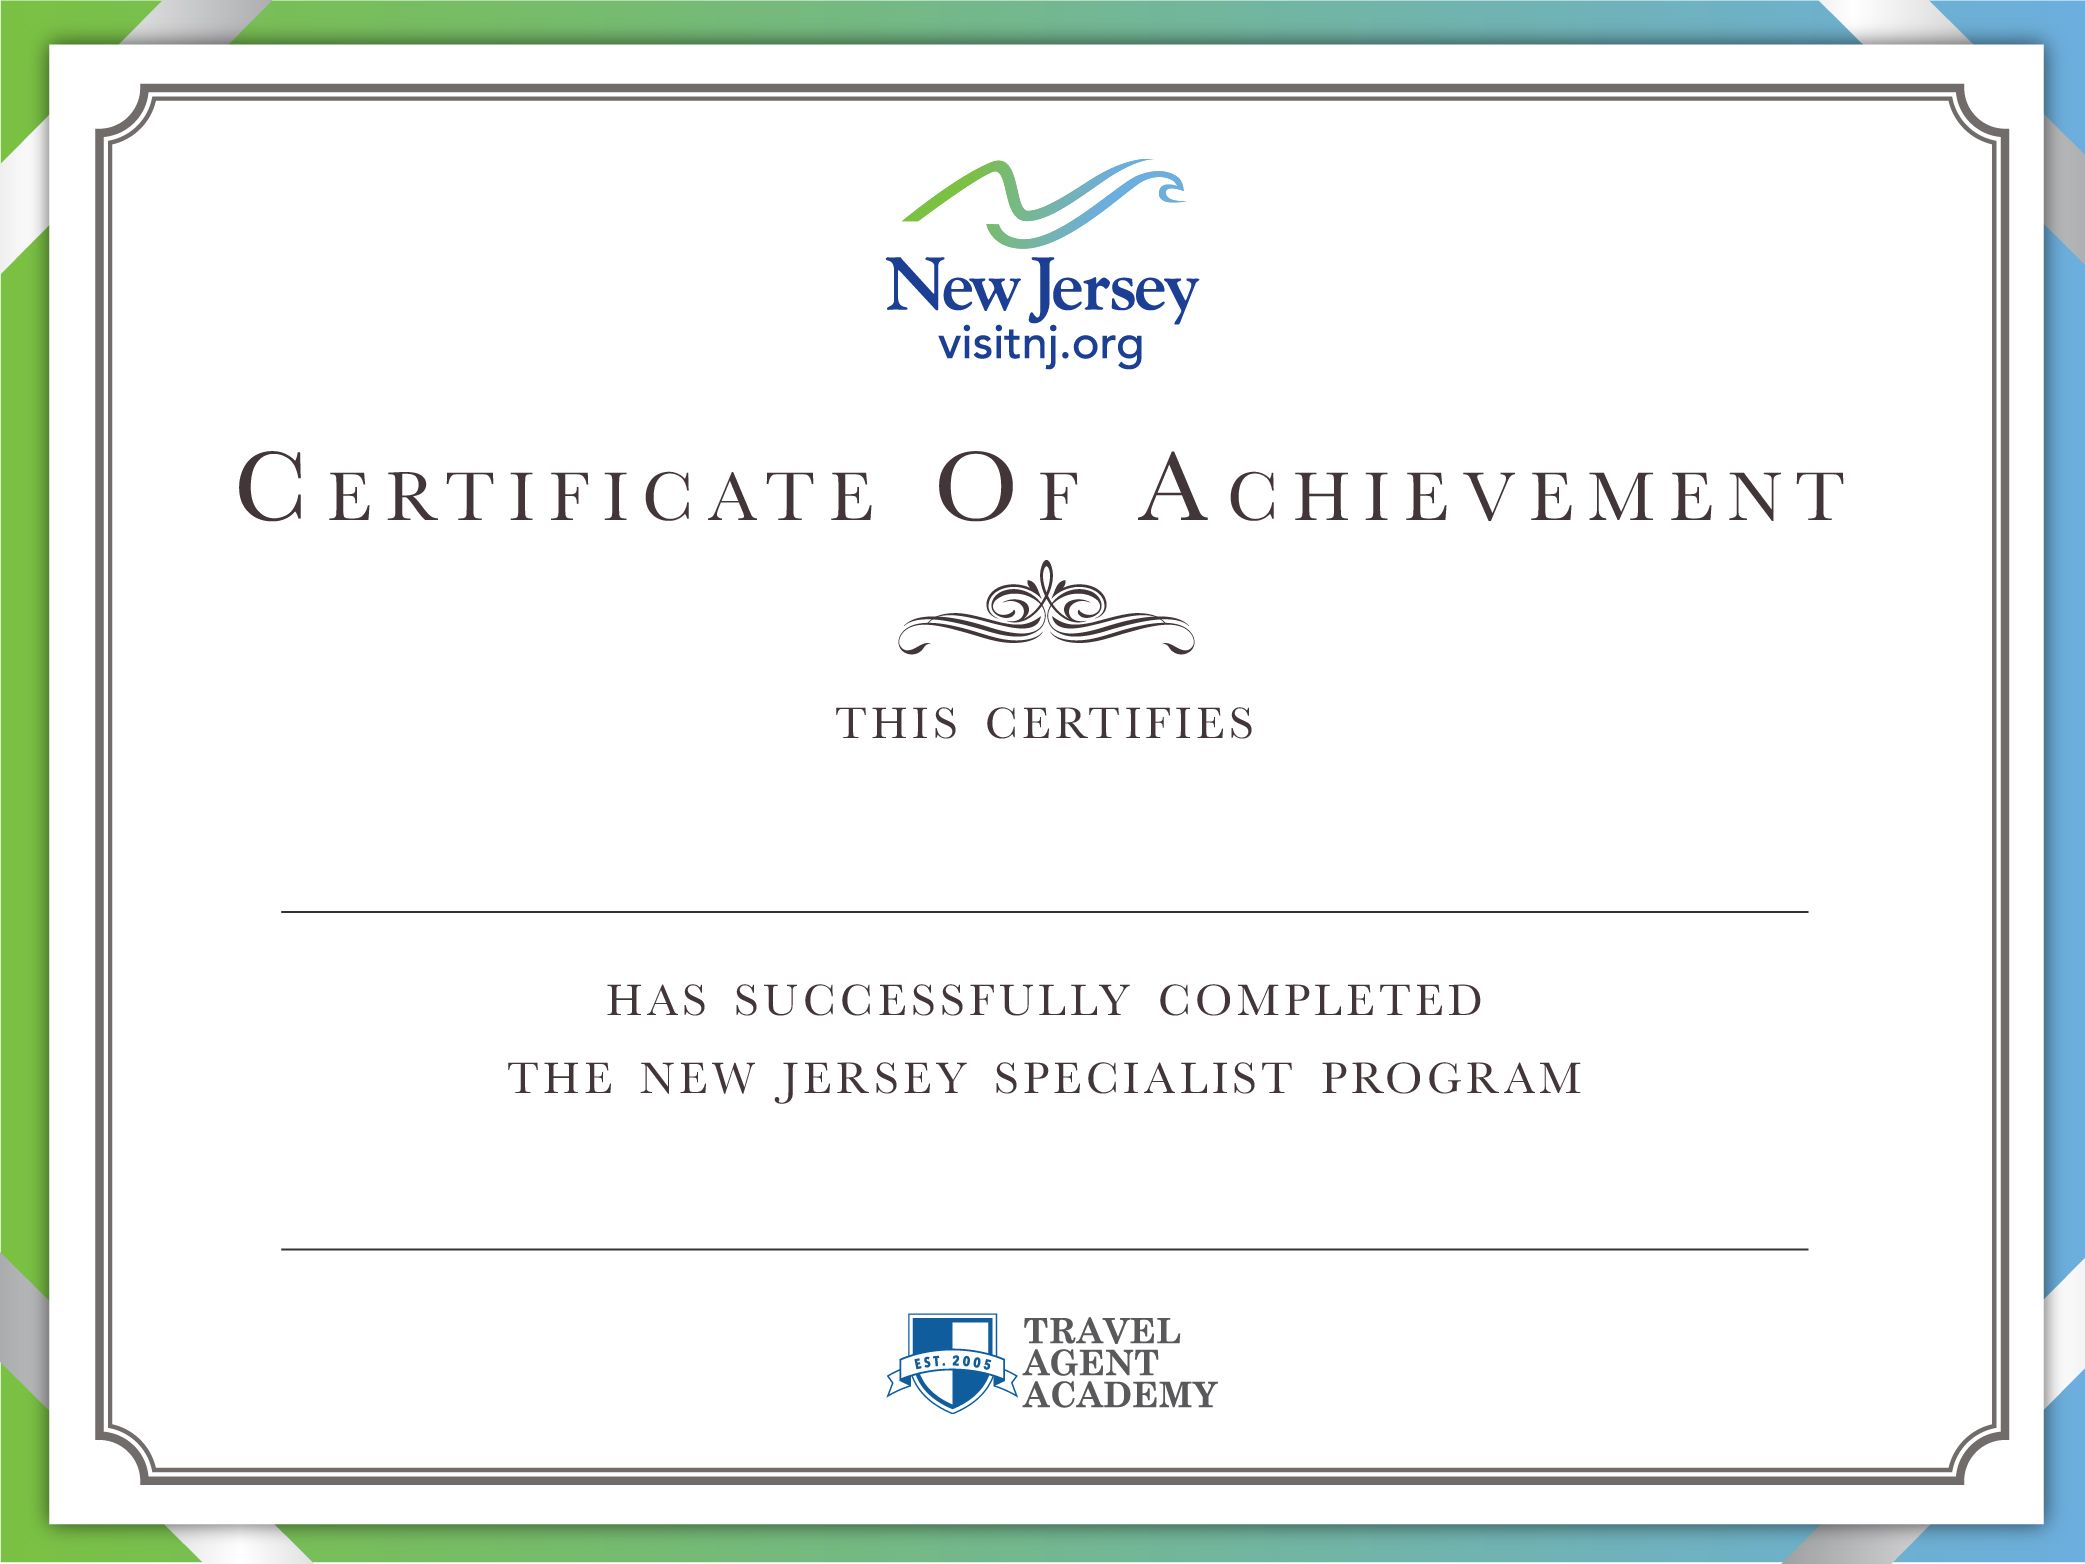 New Jersey
visitnj.org
CERTIFICATE OF ACHIEVEMENT
THIS CERTIFIES
HAS SUCCESSFULLY COMPLETED
THE NEW JERSEY SPECIALIST PROGRAM
EST. 2005
TRAVEL
AGENT
ACADEMY